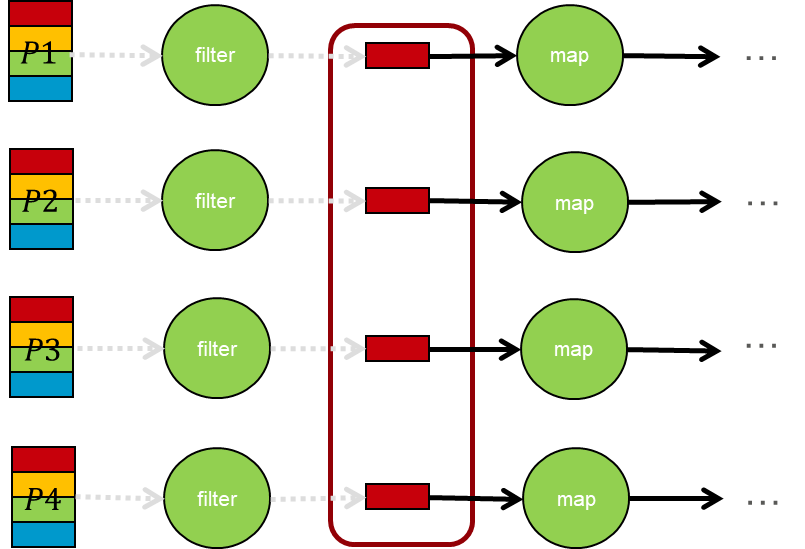 P1 filter map ...
P2 filter map ...
P3 filter map ...
P4 filter map ...